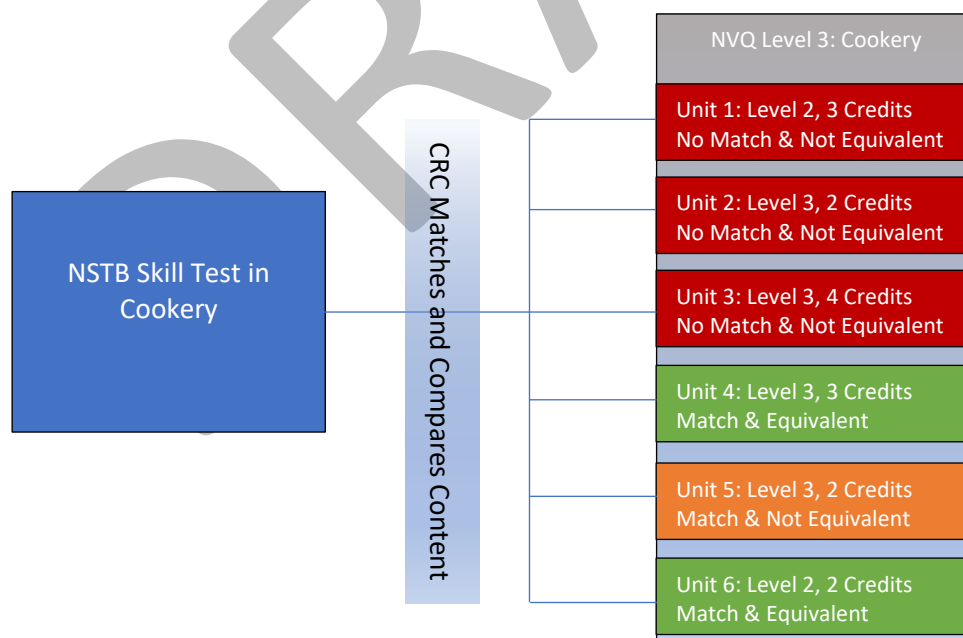 NVQ Level 3: Cookery
Unit 1: Level 2, 3 Credits
No Match & Not Equivalent
Unit 2: Level 3, 2 Credits
No Match & Not Equivalent
NSTB Skill Test in
Cookery
CRC Matches and Compares Content
Unit 3: Level 3, 4 Credits
No Match & Not Equivalent
Unit 4: Level 3, 3 Credits
Match & Equivalent
Unit 5: Level 3, 2 Credits
Match & Not Equivalent
Unit 6: Level 2, 2 Credits
Match & Equivalent